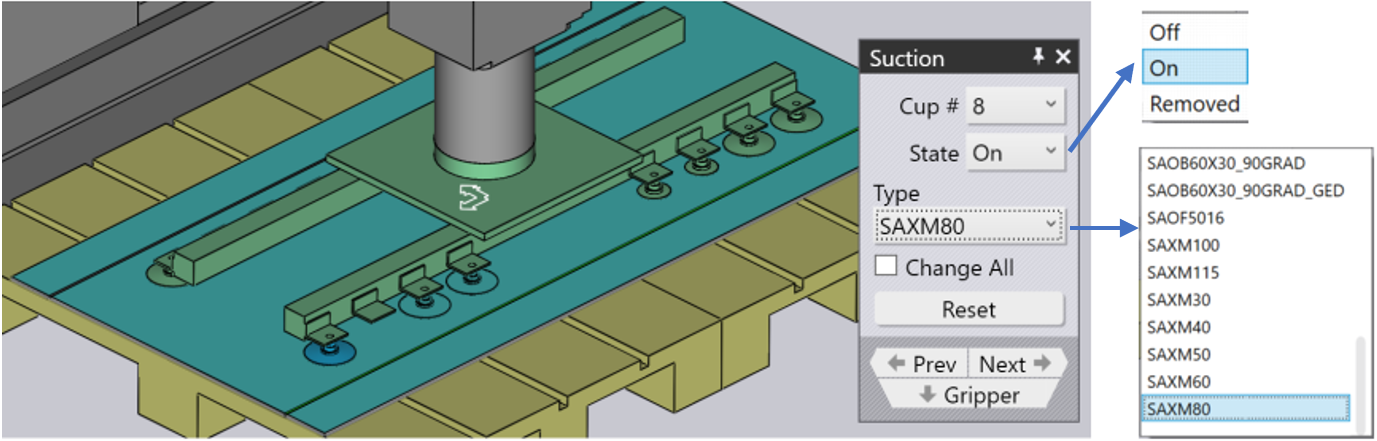 Suction
Cup # 8
State On
Type
SAXM80
Change All
Reset
Prev Next
Gripper
Off
On
Removed
SAOB60X30_90GRAD
SAOB60X30_90GRAD_GED
SAOF5016
SAXM100
SAXM115
SAXM30
SAXM40
SAXM50
SAXM60
SAXM80